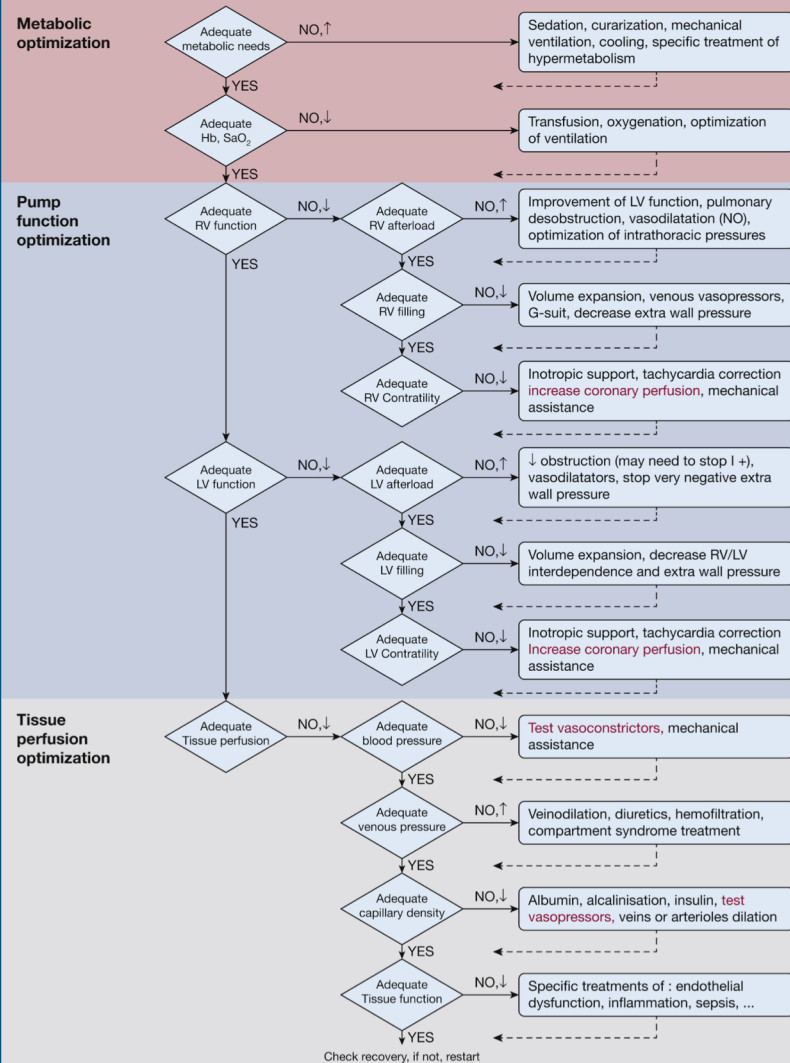 Metabolic
optimization
Adequate
metabolic needs
NO,↑
Sedation, curarization, mechanical
ventilation, cooling, specific treatment of
hypermetabolism
YES
Adequate
Hb, SaO2
NO,↓
Transfusion, oxygenation, optimization
of ventilation
YES
Pump
function
optimization
Adequate
RV function
NO,↓
Adequate
RV afterload
NO,↑
Improvement of LV function, pulmonary
desobstruction, vasodilatation (NO),
optimization of intrathoracic pressures
YES
YES
Adequate
RV filling
NO,↓
Volume expansion, venous vasopressors,
G-suit, decrease extra wall pressure
YES
Adequate
RV Contratility
NO,↓
Inotropic support, tachycardia correction
increase coronary perfusion, mechanical
assistance
Adequate
LV function
NO,↓
Adequate
LV afterload
NO,↑
↓ obstruction (may need to stop I +),
vasodilatators, stop very negative extra
wall pressure
YES
YES
Adequate
LV filling
NO,↓
Volume expansion, decrease RV/LV
interdependence and extra wall pressure
YES
Adequate
LV Contratility
NO,↓
Inotropic support, tachycardia correction
Increase coronary perfusion, mechanical
assistance
Tissue
perfusion
optimization
Adequate
Tissue perfusion
NO,↓
Adequate
blood pressure
NO,↓
Test vasoconstrictors, mechanical
assistance
YES
Adequate
venous pressure
NO,↑
Veinodilation, diuretics, hemofiltration,
compartment syndrome treatment
YES
Adequate
capillary density
NO,↓
Albumin, alcalinisation, insulin, test
vasopressors, veins or arterioles dilation
YES
Adequate
Tissue function
NO,↓
Specific treatments of : endothelial
dysfunction, inflammation, sepsis, ...
YES
Check recovery, if not, restart